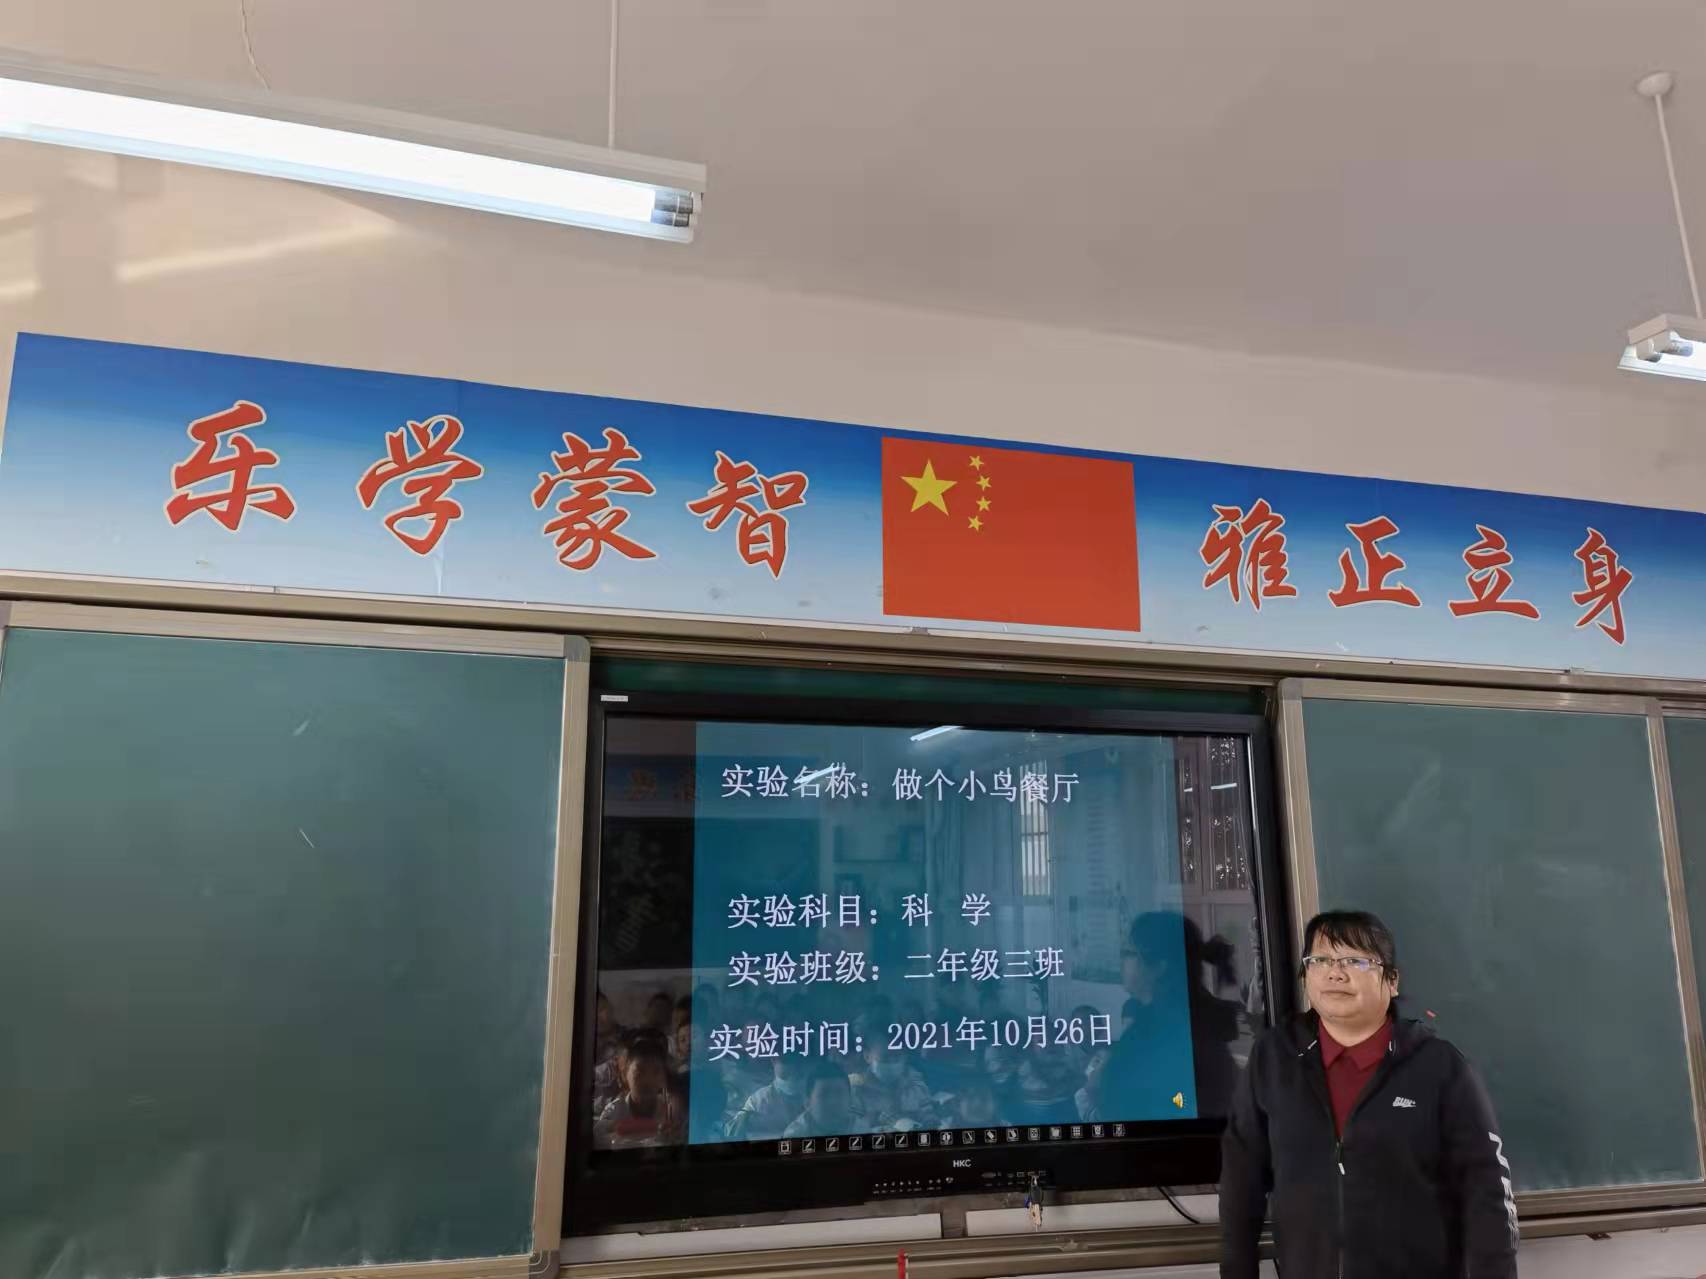 乐学蒙智 雅正立身
实验名称：做个小鸟餐厅
实验科目：科 学
实验班级：二年级三班
实验时间：2021年10月26日
HKC